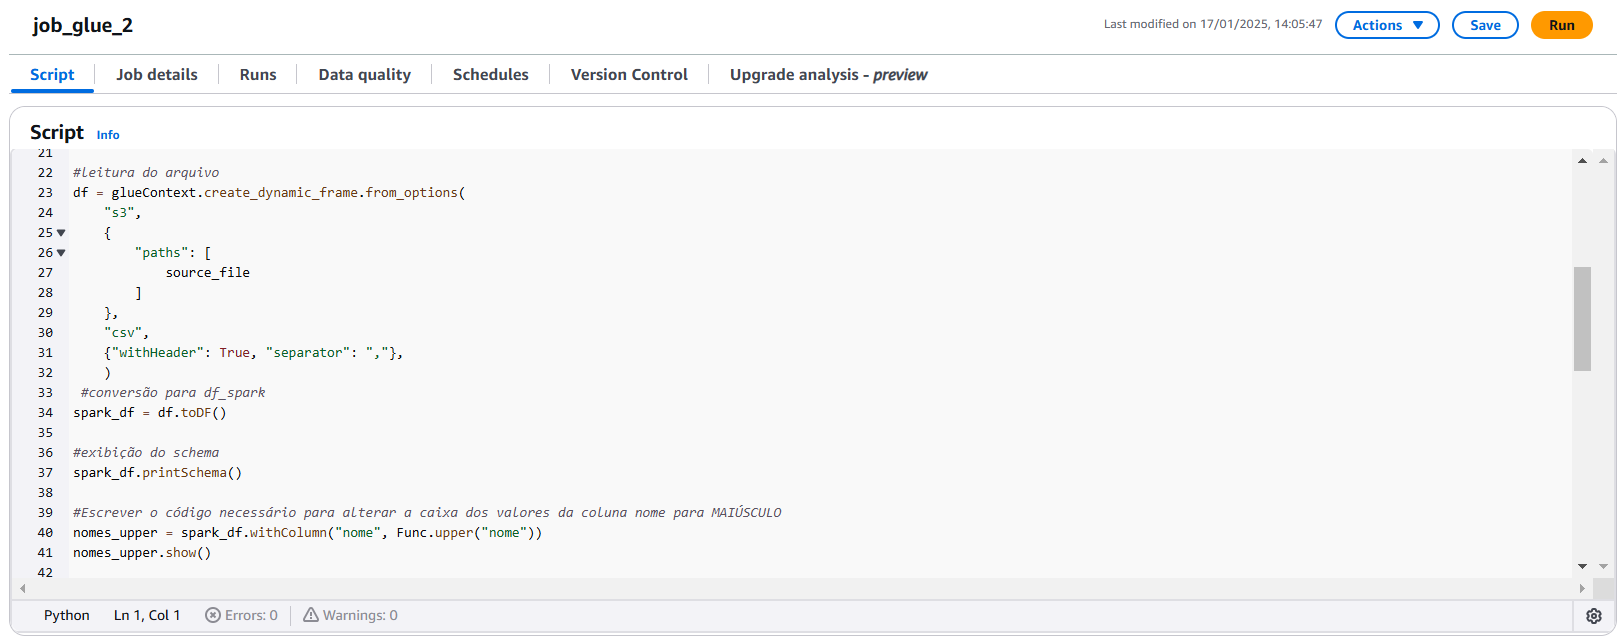 job_glue_2
Last modified on 17/01/2025, 14:05:47
Actions
Save
Run
Script
Job details
Runs
Data quality
Schedules
Version Control
Upgrade analysis - preview
Script Info
21
22 #leitura do arquivo
23 df = glueContext.create_dynamic_frame.from_options(
24     "s3",
25     {
26         "paths": [
27             source_file
28         ]
29     },
30     "csv",
31     {"withHeader": True, "separator": ","},
32     )
33  #conversão para df_spark
34 spark_df = df.toDF()
35
36 #exibição do schema
37 spark_df.printSchema()
38
39 #Escrever o código necessário para alterar a caixa dos valores da coluna nome para MAIÚSCULO
40 nomes_upper = spark_df.withColumn("nome", Func.upper("nome"))
41 nomes_upper.show()
42
Python
Ln 1, Col 1
Errors: 0
Warnings: 0